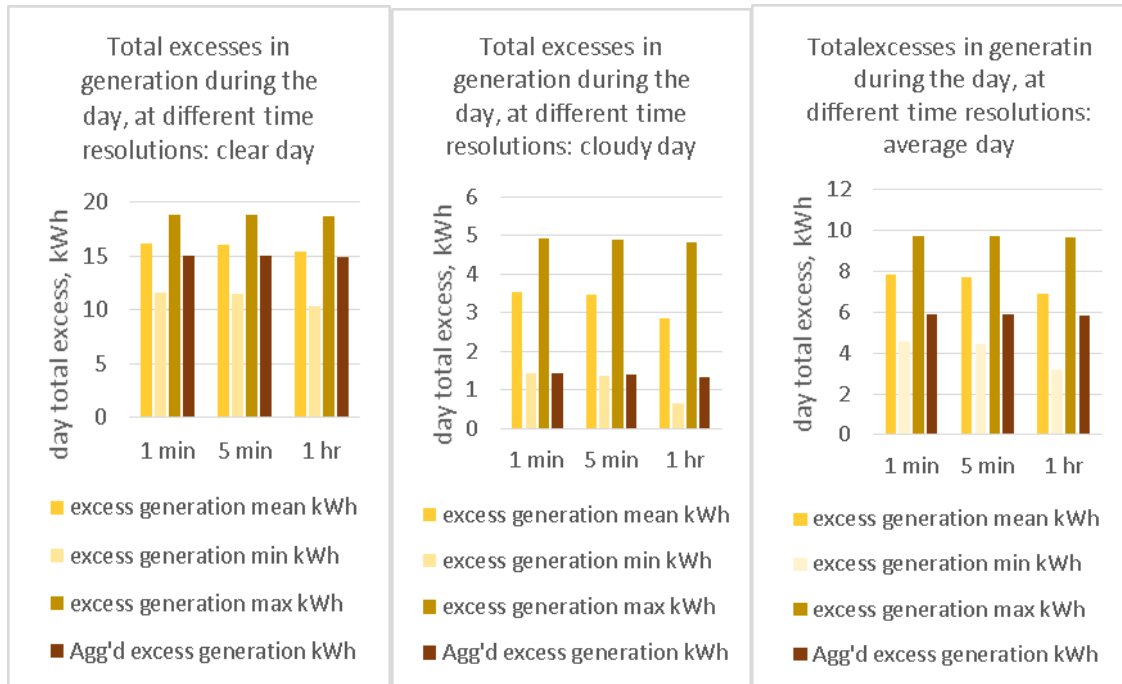 Total excesses in
generation during the
day, at different time
resolutions: clear day
day total excess, kWh
20
15
10
5
0
1 min 5 min 1 hr
excess generation mean kWh
excess generation min kWh
excess generation max kWh
Agg'd excess generation kWh
Total excesses in
generation during the
day, at different time
resolutions: cloudy day
day total excess, kWh
6
5
4
3
2
1
0
1 min 5 min 1 hr
excess generation mean kWh
excess generation min kWh
excess generation max kWh
Agg'd excess generation kWh
Totalexcesses in generatin
during the day, at
different time resolutions:
average day
day total excess, kWh
12
10
8
6
4
2
0
1 min 5 min 1 hr
excess generation mean kWh
excess generation min kWh
excess generation max kWh
Agg'd excess generation kWh